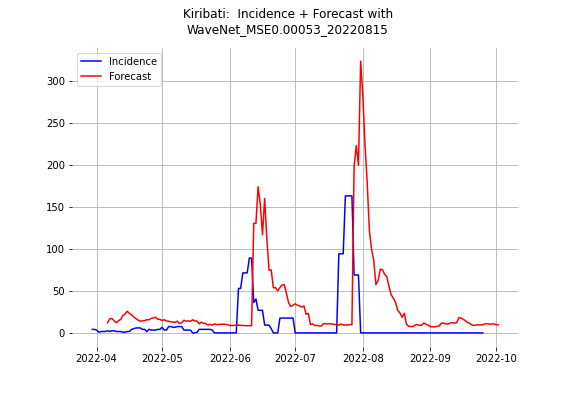 Kiribati:  Incidence + Forecast with
WaveNet_MSE0.00053_20220815
Incidence
Forecast
300
250
200
150
100
50
0
2022-04 2022-05 2022-06 2022-07 2022-08 2022-09 2022-10